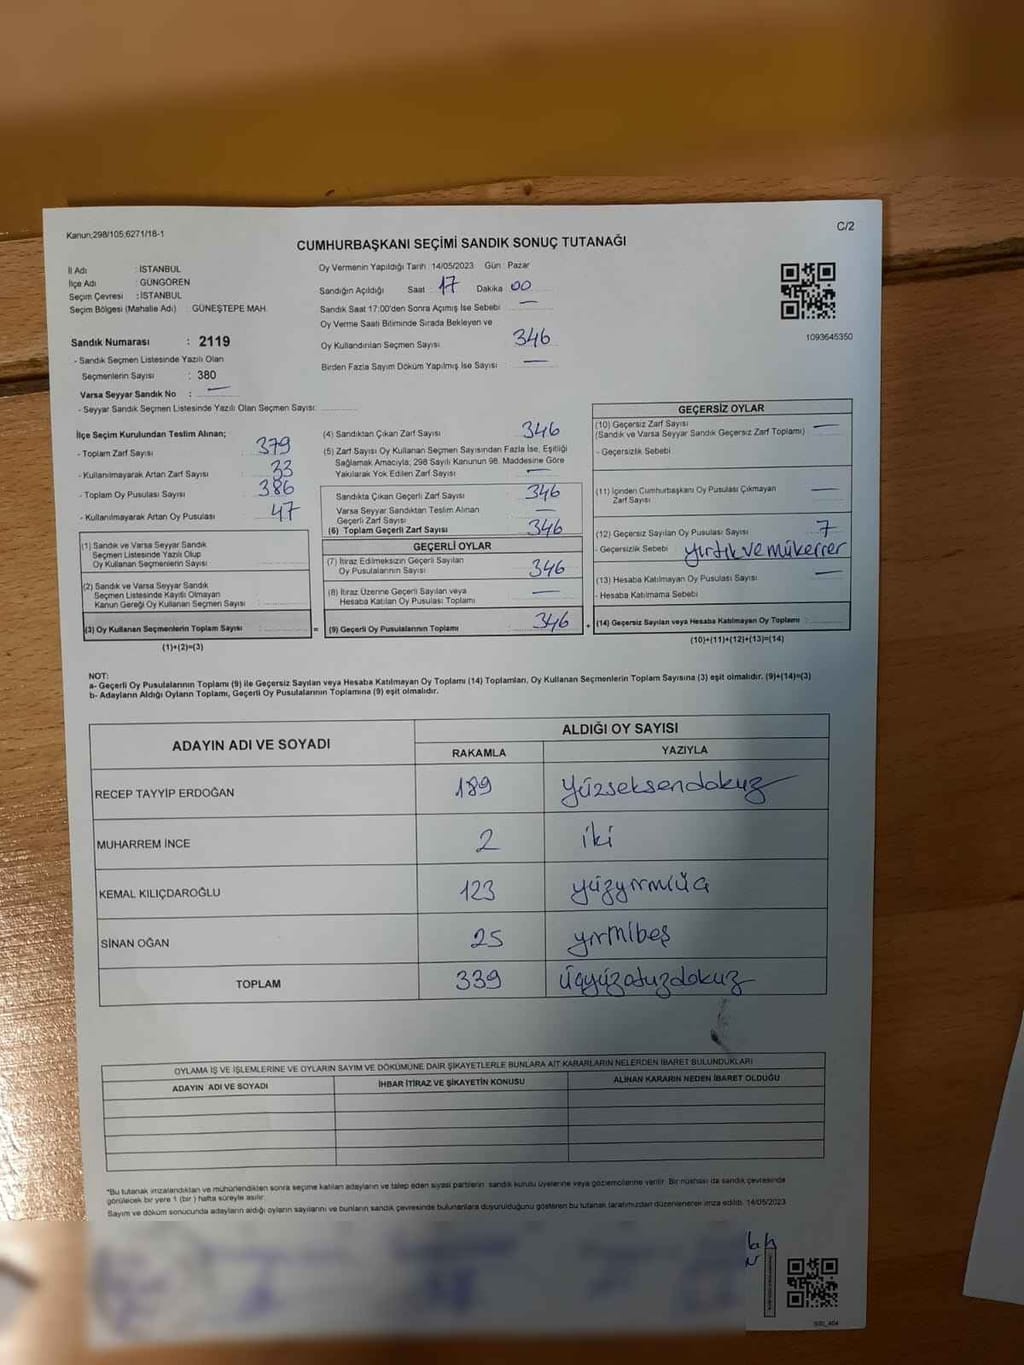 Kanun;298/105;6271/18-1
C/2
CUMHURBAŞKANI SEÇİMİ SANDIK SONUÇ TUTANAĞI
İl Adı : İSTANBUL
İlçe Adı : GÜNGÖREN
Seçim Çevresi : İSTANBUL
Seçim Bölgesi (Mahalle Adı) GÜNEŞTEPE MAH.
Oy Vermenin Yapıldığı Tarih :14/05/2023 Gün : Pazar
Sandığın Açıldığı Saat : 17 Dakika 00
Sandık Saat 17:00'den Sonra Açımış İse Sebebi
Oy Verme Saati Bitiminde Sırada Bekleyen ve
Oy Kullandırılan Seçmen Sayısı 346
Birden Fazla Sayım Döküm Yapılmış İse Sayısı
1093645350
Sandık Numarası : 2119
- Sandık Seçmen Listesinde Yazılı Olan
Seçmenlerin Sayısı : 380
Varsa Seyyar Sandık No :
- Seyyar Sandık Seçmen Listesinde Yazılı Olan Seçmen Sayısı:
İlçe Seçim Kurulundan Teslim Alınan;
- Toplam Zarf Sayısı 379
- Kullanılmayarak Artan Zarf Sayısı 33
- Toplam Oy Pusulası Sayısı 386
- Kullanılmayarak Artan Oy Pusulası 47
(1) Sandık ve Varsa Seyyar Sandık
Seçmen Listesinde Yazılı Olup
Oy Kullanan Seçmenlerin Sayısı
(2) Sandık ve Varsa Seyyar Sandık
Seçmen Listesinde Kayıtlı Olmayan
Kanun Gereği Oy Kullanan Seçmen Sayısı
(3) Oy Kullanan Seçmenlerin Toplam Sayısı
(1)+(2)=(3)
(4) Sandıktan Çıkan Zarf Sayısı 346
(5) Zarf Sayısı Oy Kullanan Seçmen Sayısından Fazla İse, Eşitliği
Sağlamak Amacıyla; 298 Sayılı Kanunun 98. Maddesine Göre
Yakılarak Yok Edilen Zarf Sayısı
Sandıkta Çıkan Geçerli Zarf Sayısı 346
Varsa Seyyar Sandıktan Teslim Alınan
Geçerli Zarf Sayısı
(6) Toplam Geçerli Zarf Sayısı 346
GEÇERLİ OYLAR
(7) İtiraz Edilmeksizin Geçerli Sayılan
Oy Pusulalarının Sayısı 346
(8) İtiraz Üzerine Geçerli Sayılan veya
Hesaba Katılan Oy Pusulası Toplamı
= (9) Geçerli Oy Pusulalarının Toplamı 346
GEÇERSİZ OYLAR
(10) Geçersiz Zarf Sayısı
(Sandık ve Varsa Seyyar Sandık Geçersiz Zarf Toplamı)
- Geçersizlik Sebebi
(11) İçinden Cumhurbaşkanı Oy Pusulası Çıkmayan
Zarf Sayısı
(12) Geçersiz Sayılan Oy Pusulası Sayısı 7
- Geçersizlik Sebebi yırtık ve mükerrer
(13) Hesaba Katılmayan Oy Pusulası Sayısı
- Hesaba Katılmama Sebebi
+ (14) Geçersiz Sayılan veya Hesaba Katılmayan Oy Toplamı
(10)+(11)+(12)+(13)=(14)
NOT:
a- Geçerli Oy Pusulalarının Toplamı (9) ile Geçersiz Sayılan veya Hesaba Katılmayan Oy Toplamı (14) Toplamları, Oy Kullanan Seçmenlerin Toplam Sayısına (3) eşit olmalıdır. (9)+(14)=(3)
b- Adayların Aldığı Oyların Toplamı, Geçerli Oy Pusulalarının Toplamına (9) eşit olmalıdır.
ADAYIN ADI VE SOYADI ALDIĞI OY SAYISI
RAKAMLA YAZIYLA
RECEP TAYYİP ERDOĞAN 189 yüzseksendokuz
MUHARREM İNCE 2 iki
KEMAL KILIÇDAROĞLU 123 yüzyirmiüç
SİNAN OĞAN 25 yirmibeş
TOPLAM 339 üçyüzotuzdokuz
OYLAMA İŞ VE İŞLEMLERİNE VE OYLARIN SAYIM VE DÖKÜMÜNE DAİR ŞİKAYETLERLE BUNLARA AİT KARARLARIN NELERDEN İBARET BULUNDUKLARI
ADAYIN ADI VE SOYADI İHBAR İTİRAZ VE ŞİKAYETİN KONUSU ALINAN KARARIN NEDEN İBARET OLDUĞU
*Bu tutanak imzalandıktan ve mühürlendikten sonra seçime katılan adayların ve talep eden siyasi partilerin sandık kurulu üyelerine veya gözlemcilerine verilir. Bir nüshası da sandık çevresinde
görülecek bir yere 1 (bir) hafta süreyle asılır.
Sayım ve döküm sonucunda adayların aldığı oyların sayılarını ve bunların sandık çevresinde bulunanlara duyurulduğunu gösteren bu tutanak tarafımızdan düzenlenerek imza edildi. 14/05/2023